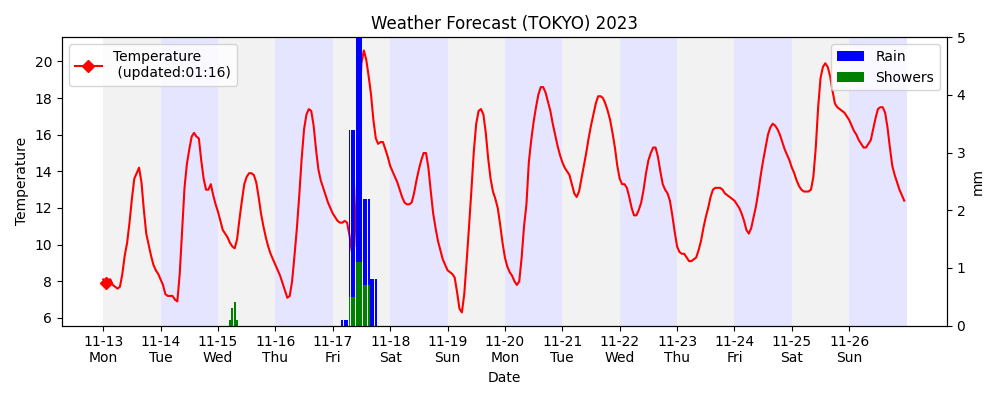 Weather Forecast (TOKYO) 2023
Temperature
(updated:01:16)
Rain
Showers
Temperature
20
18
16
14
12
10
8
6
5
4
3
2
1
0
mm
11-13 11-14 11-15 11-16 11-17 11-18 11-19 11-20 11-21 11-22 11-23 11-24 11-25 11-26
Mon Tue Wed Thu Fri Sat Sun Mon Tue Wed Thu Fri Sat Sun
Date